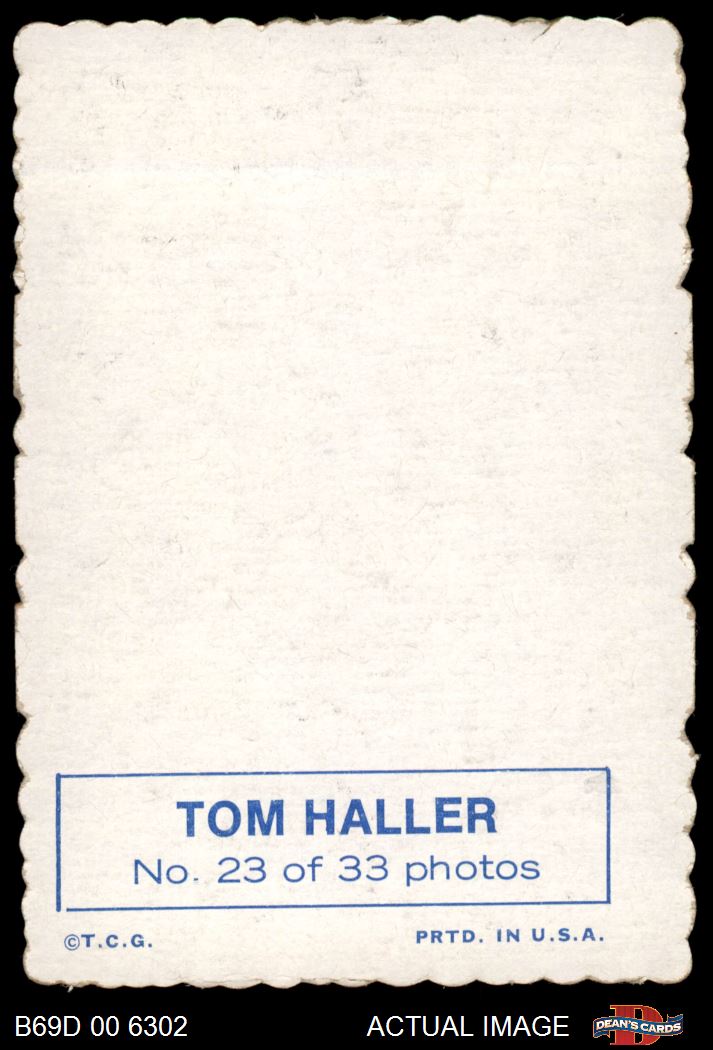 TOM HALLER
No. 23 of 33 photos
©T.C.G. PRTD. IN U.S.A.
B69D 00 6302 ACTUAL IMAGE B DEAN'S CARDS